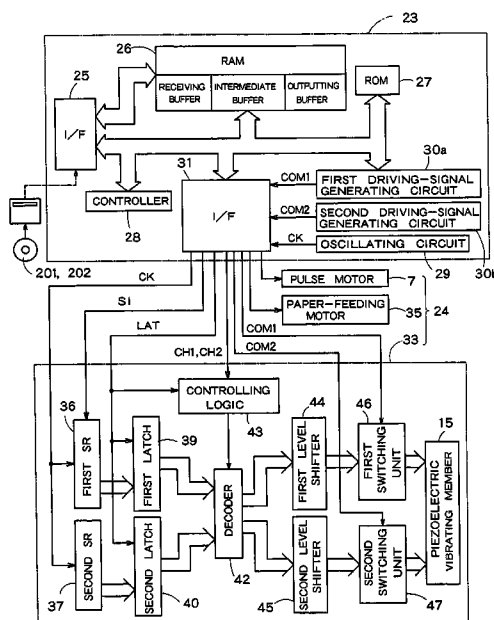 23
26
RAM
25
RECEIVING BUFFER
INTERMEDIATE BUFFER
OUTPUTTING BUFFER
ROM
27
I/F
30a
31
COM1
FIRST DRIVING-SIGNAL GENERATING CIRCUIT
CONTROLLER
I/F
COM2
SECOND DRIVING-SIGNAL GENERATING CIRCUIT
28
CK
OSCILLATING CIRCUIT
30b
201, 202
29
CK
PULSE MOTOR
7
SI
PAPER-FEEDING MOTOR
24
35
LAT
COM1
33
COM2
CH1, CH2
CONTROLLING LOGIC
36
39
43
44
46
15
FIRST SR
FIRST LATCH
DECODER
FIRST LEVEL SHIFTER
FIRST SWITCHING UNIT
PIEZOELECTRIC VIBRATING MEMBER
SECOND SR
SECOND LATCH
SECOND LEVEL SHIFTER
SECOND SWITCHING UNIT
37
40
42
45
47